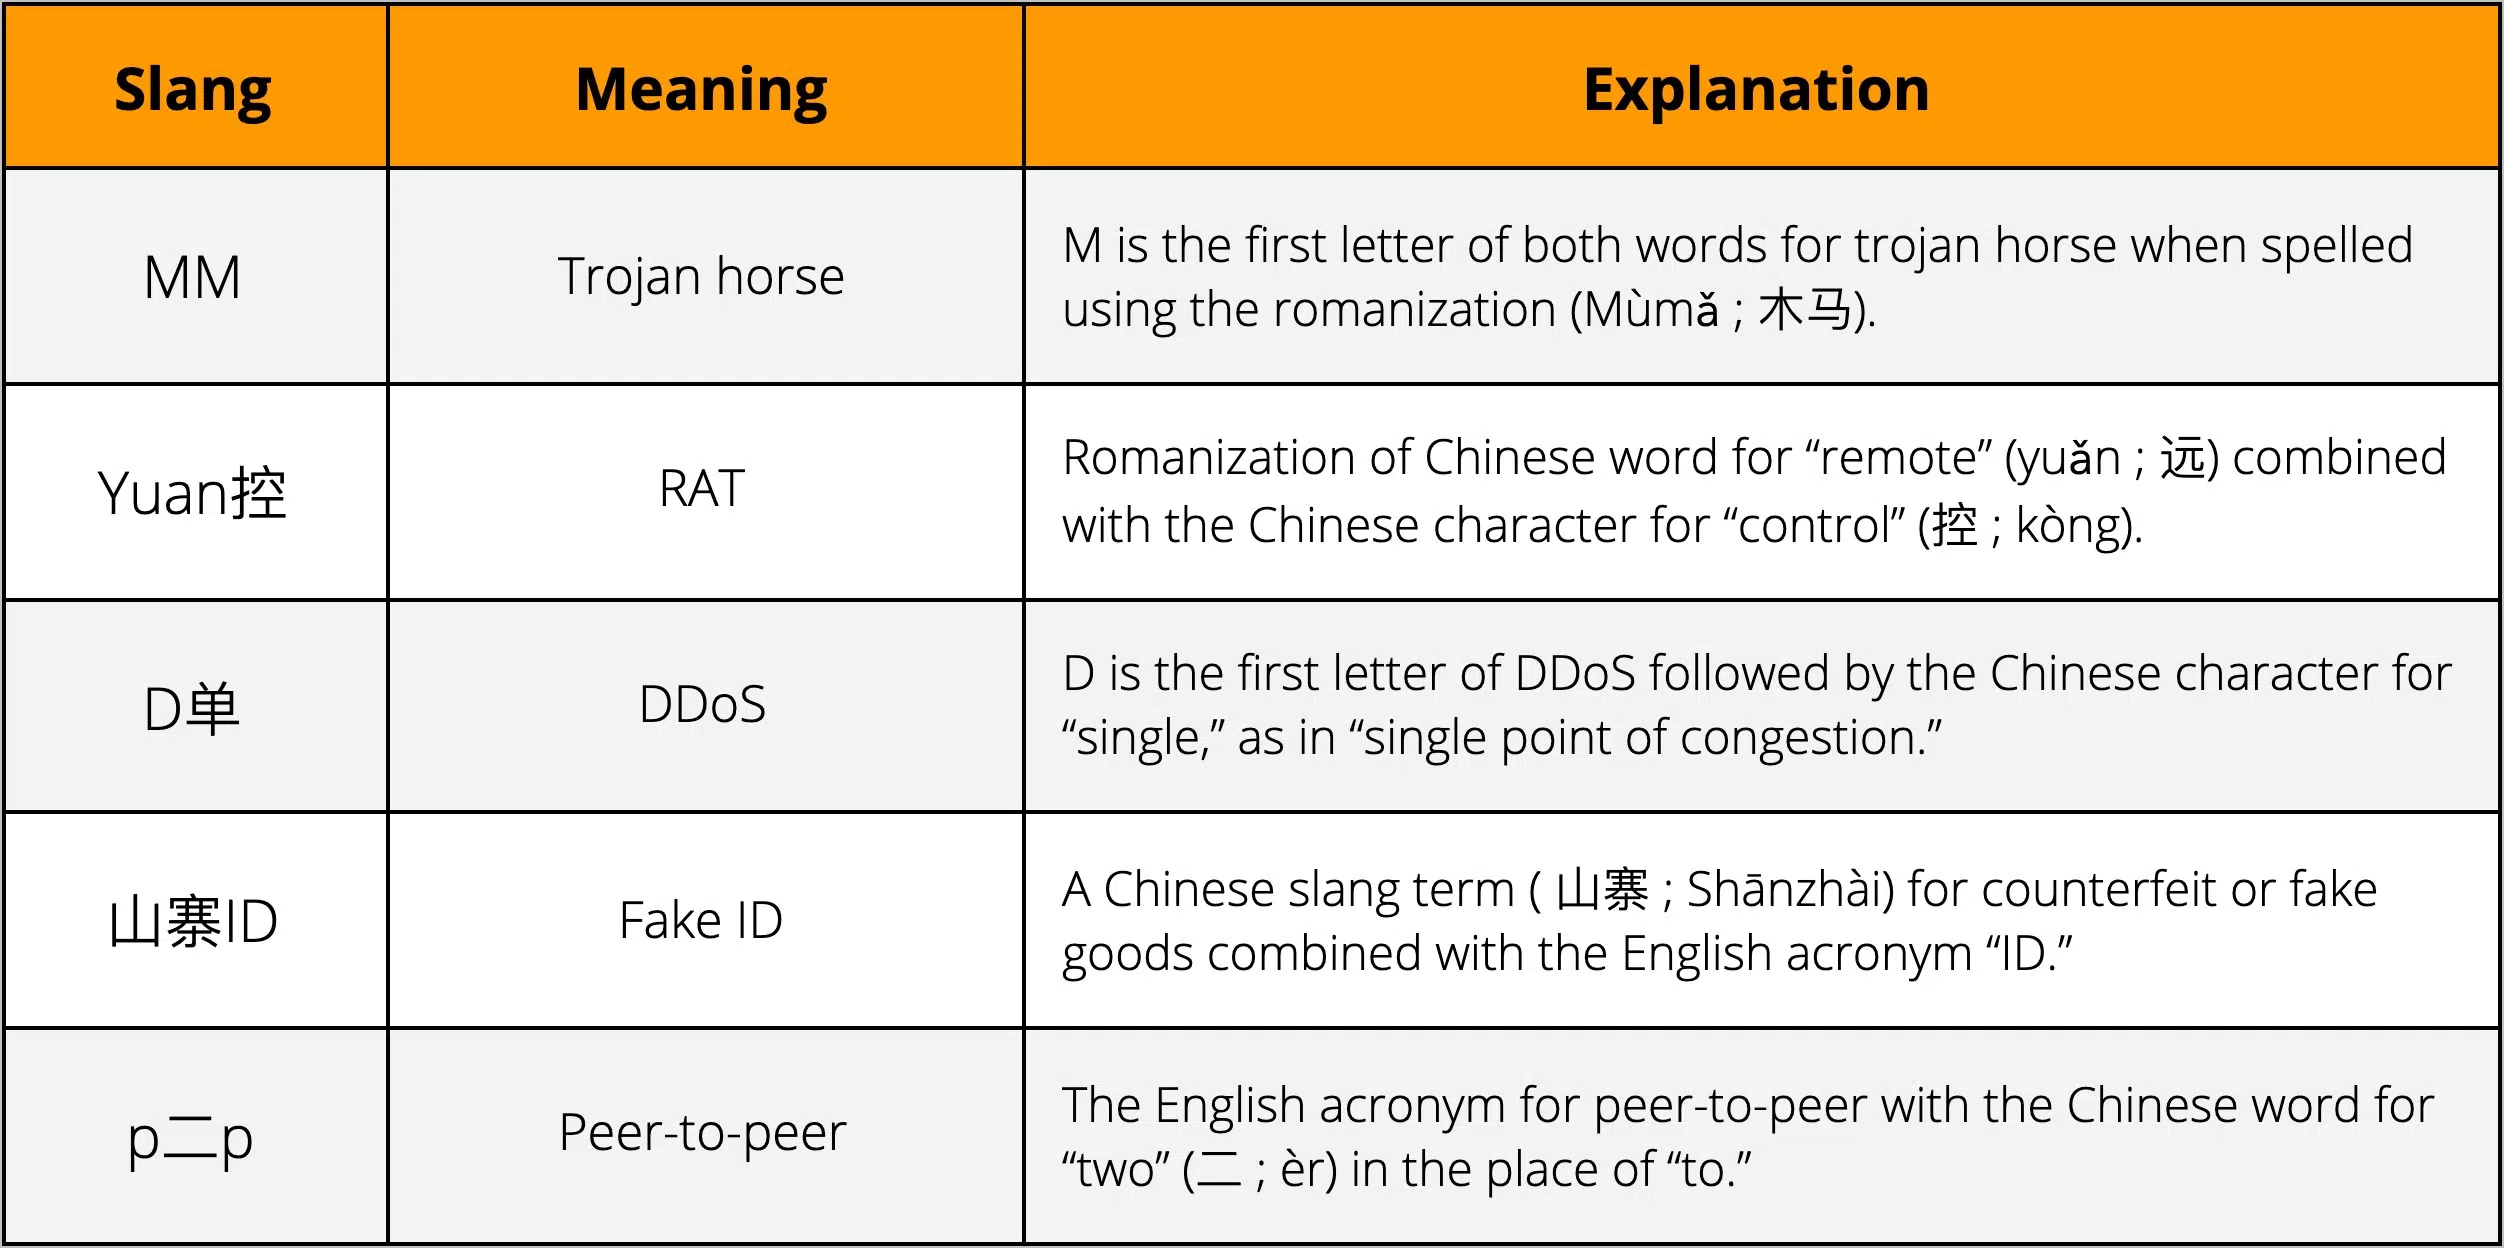 Slang
Meaning
Explanation
MM
Trojan horse
M is the first letter of both words for trojan horse when spelled
using the romanization (Mùmǎ ; 木马).
Yuan控
RAT
Romanization of Chinese word for “remote” (yuǎn ; 远) combined
with the Chinese character for “control” (控 ; kòng).
D单
DDoS
D is the first letter of DDoS followed by the Chinese character for
“single,” as in “single point of congestion.”
山寨ID
Fake ID
A Chinese slang term ( 山寨 ; Shānzhài) for counterfeit or fake
goods combined with the English acronym “ID.”
p二p
Peer-to-peer
The English acronym for peer-to-peer with the Chinese word for
“two” (二 ; èr) in the place of “to.”